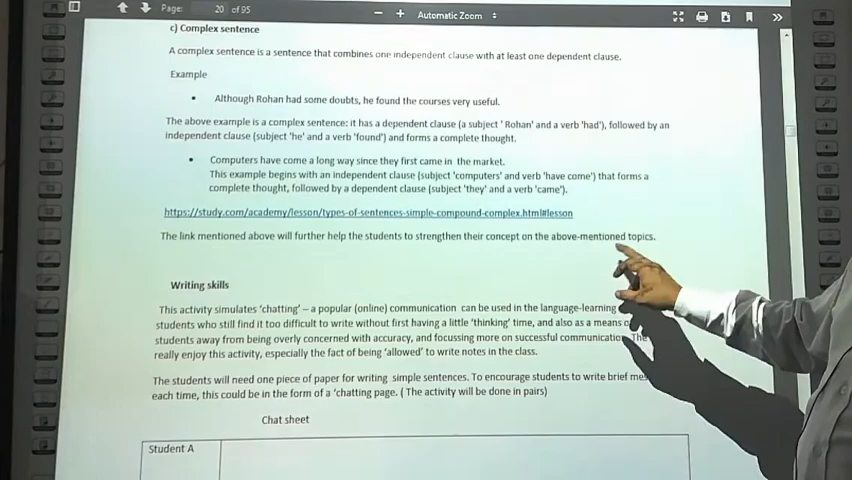 Page: 20 of 95 − + Automatic Zoom
c) Complex sentence
A complex sentence is a sentence that combines one independent clause with at least one dependent clause.
Example
• Although Rohan had some doubts, he found the courses very useful.
The above example is a complex sentence: it has a dependent clause (a subject ' Rohan' and a verb 'had'), followed by an
independent clause (subject 'he' and a verb 'found') and forms a complete thought.
• Computers have come a long way since they first came in the market.
This example begins with an independent clause (subject 'computers' and verb 'have come') that forms a
complete thought, followed by a dependent clause (subject 'they' and a verb 'came').
https://study.com/academy/lesson/types-of-sentences-simple-compound-complex.html#lesson
The link mentioned above will further help the students to strengthen their concept on the above-mentioned topics.
Writing skills
This activity simulates 'chatting' – a popular (online) communication can be used in the language-learning
students who still find it too difficult to write without first having a little 'thinking' time, and also as a means
students away from being overly concerned with accuracy, and focussing more on successful communication. The
really enjoy this activity, especially the fact of being 'allowed' to write notes in the class.
The students will need one piece of paper for writing simple sentences. To encourage students to write brief
each time, this could be in the form of a 'chatting page. ( The activity will be done in pairs)
Chat sheet
Student A